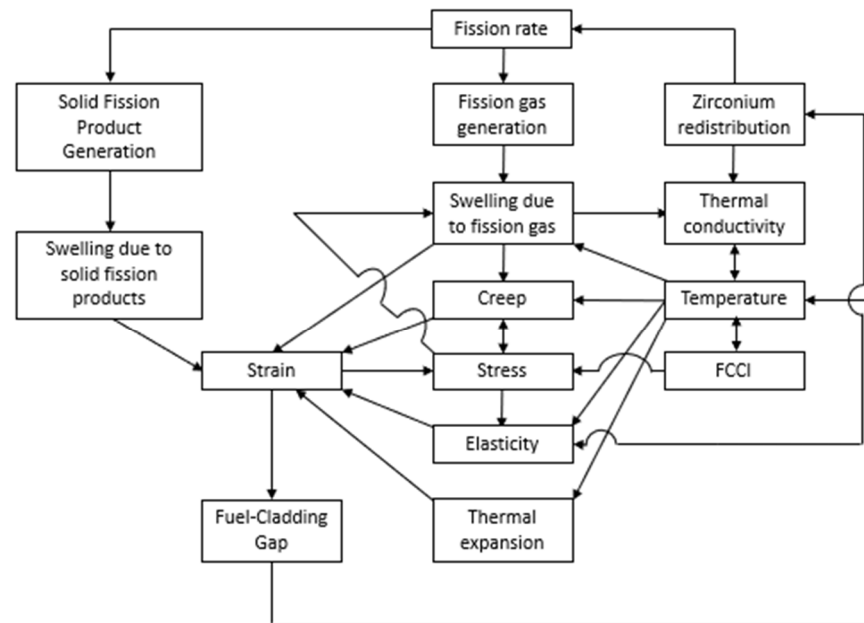 Fission rate
Solid Fission
Product
Generation
Fission gas
generation
Zirconium
redistribution
Swelling due to
solid fission
products
Swelling due
to fission gas
Thermal
conductivity
Creep
Temperature
Strain
Stress
FCCI
Elasticity
Fuel-Cladding
Gap
Thermal
expansion